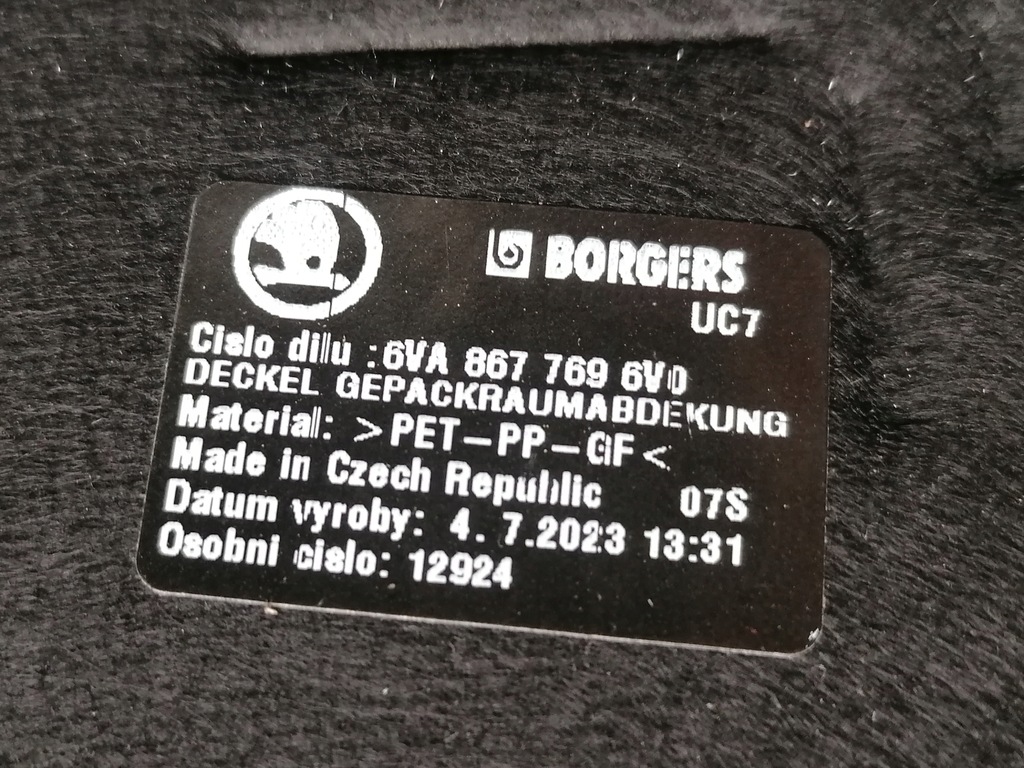 BORGERS
UC7
Cislo dilu :6VA 867 769 6V0
DECKEL GEPACKRAUMABDEKUNG
Material: >PET-PP-GF<
Made in Czech Republic 07S
Datum vyroby: 4. 7.2023 13:31
Osobni cislo: 12924